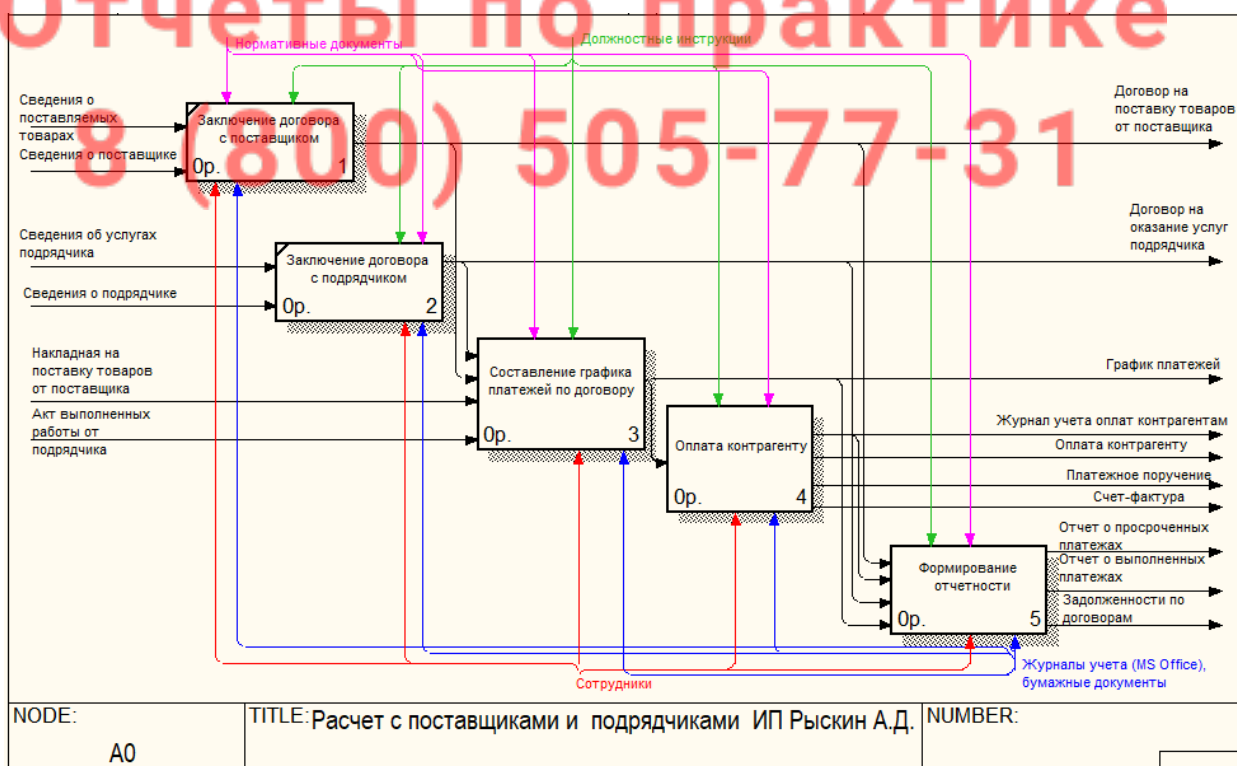 Отчеты по практике
8 (800) 505-77-31
Нормативные документы
Должностные инструкции
Сведения о
поставляемых
товарах
Сведения о поставщике
Заключение договора
с поставщиком
0р.
1
Договор на
поставку товаров
от поставщика
Сведения об услугах
подрядчика
Сведения о подрядчике
Заключение договора
с подрядчиком
0р.
2
Договор на
оказание услуг
подрядчика
Накладная на
поставку товаров
от поставщика
Акт выполненных
работы от
подрядчика
Составление графика
платежей по договору
0р.
3
График платежей
Оплата контрагенту
0р.
4
Журнал учета оплат контрагентам
Оплата контрагенту
Платежное поручение
Счет-фактура
Формирование
отчетности
0р.
5
Отчет о просроченных
платежах
Отчет о выполненных
платежах
Задолженности по
договорам
Сотрудники
Журналы учета (MS Office),
бумажные документы
NODE:
A0
TITLE: Расчет с поставщиками и подрядчиками ИП Рыскин А.Д.
NUMBER: